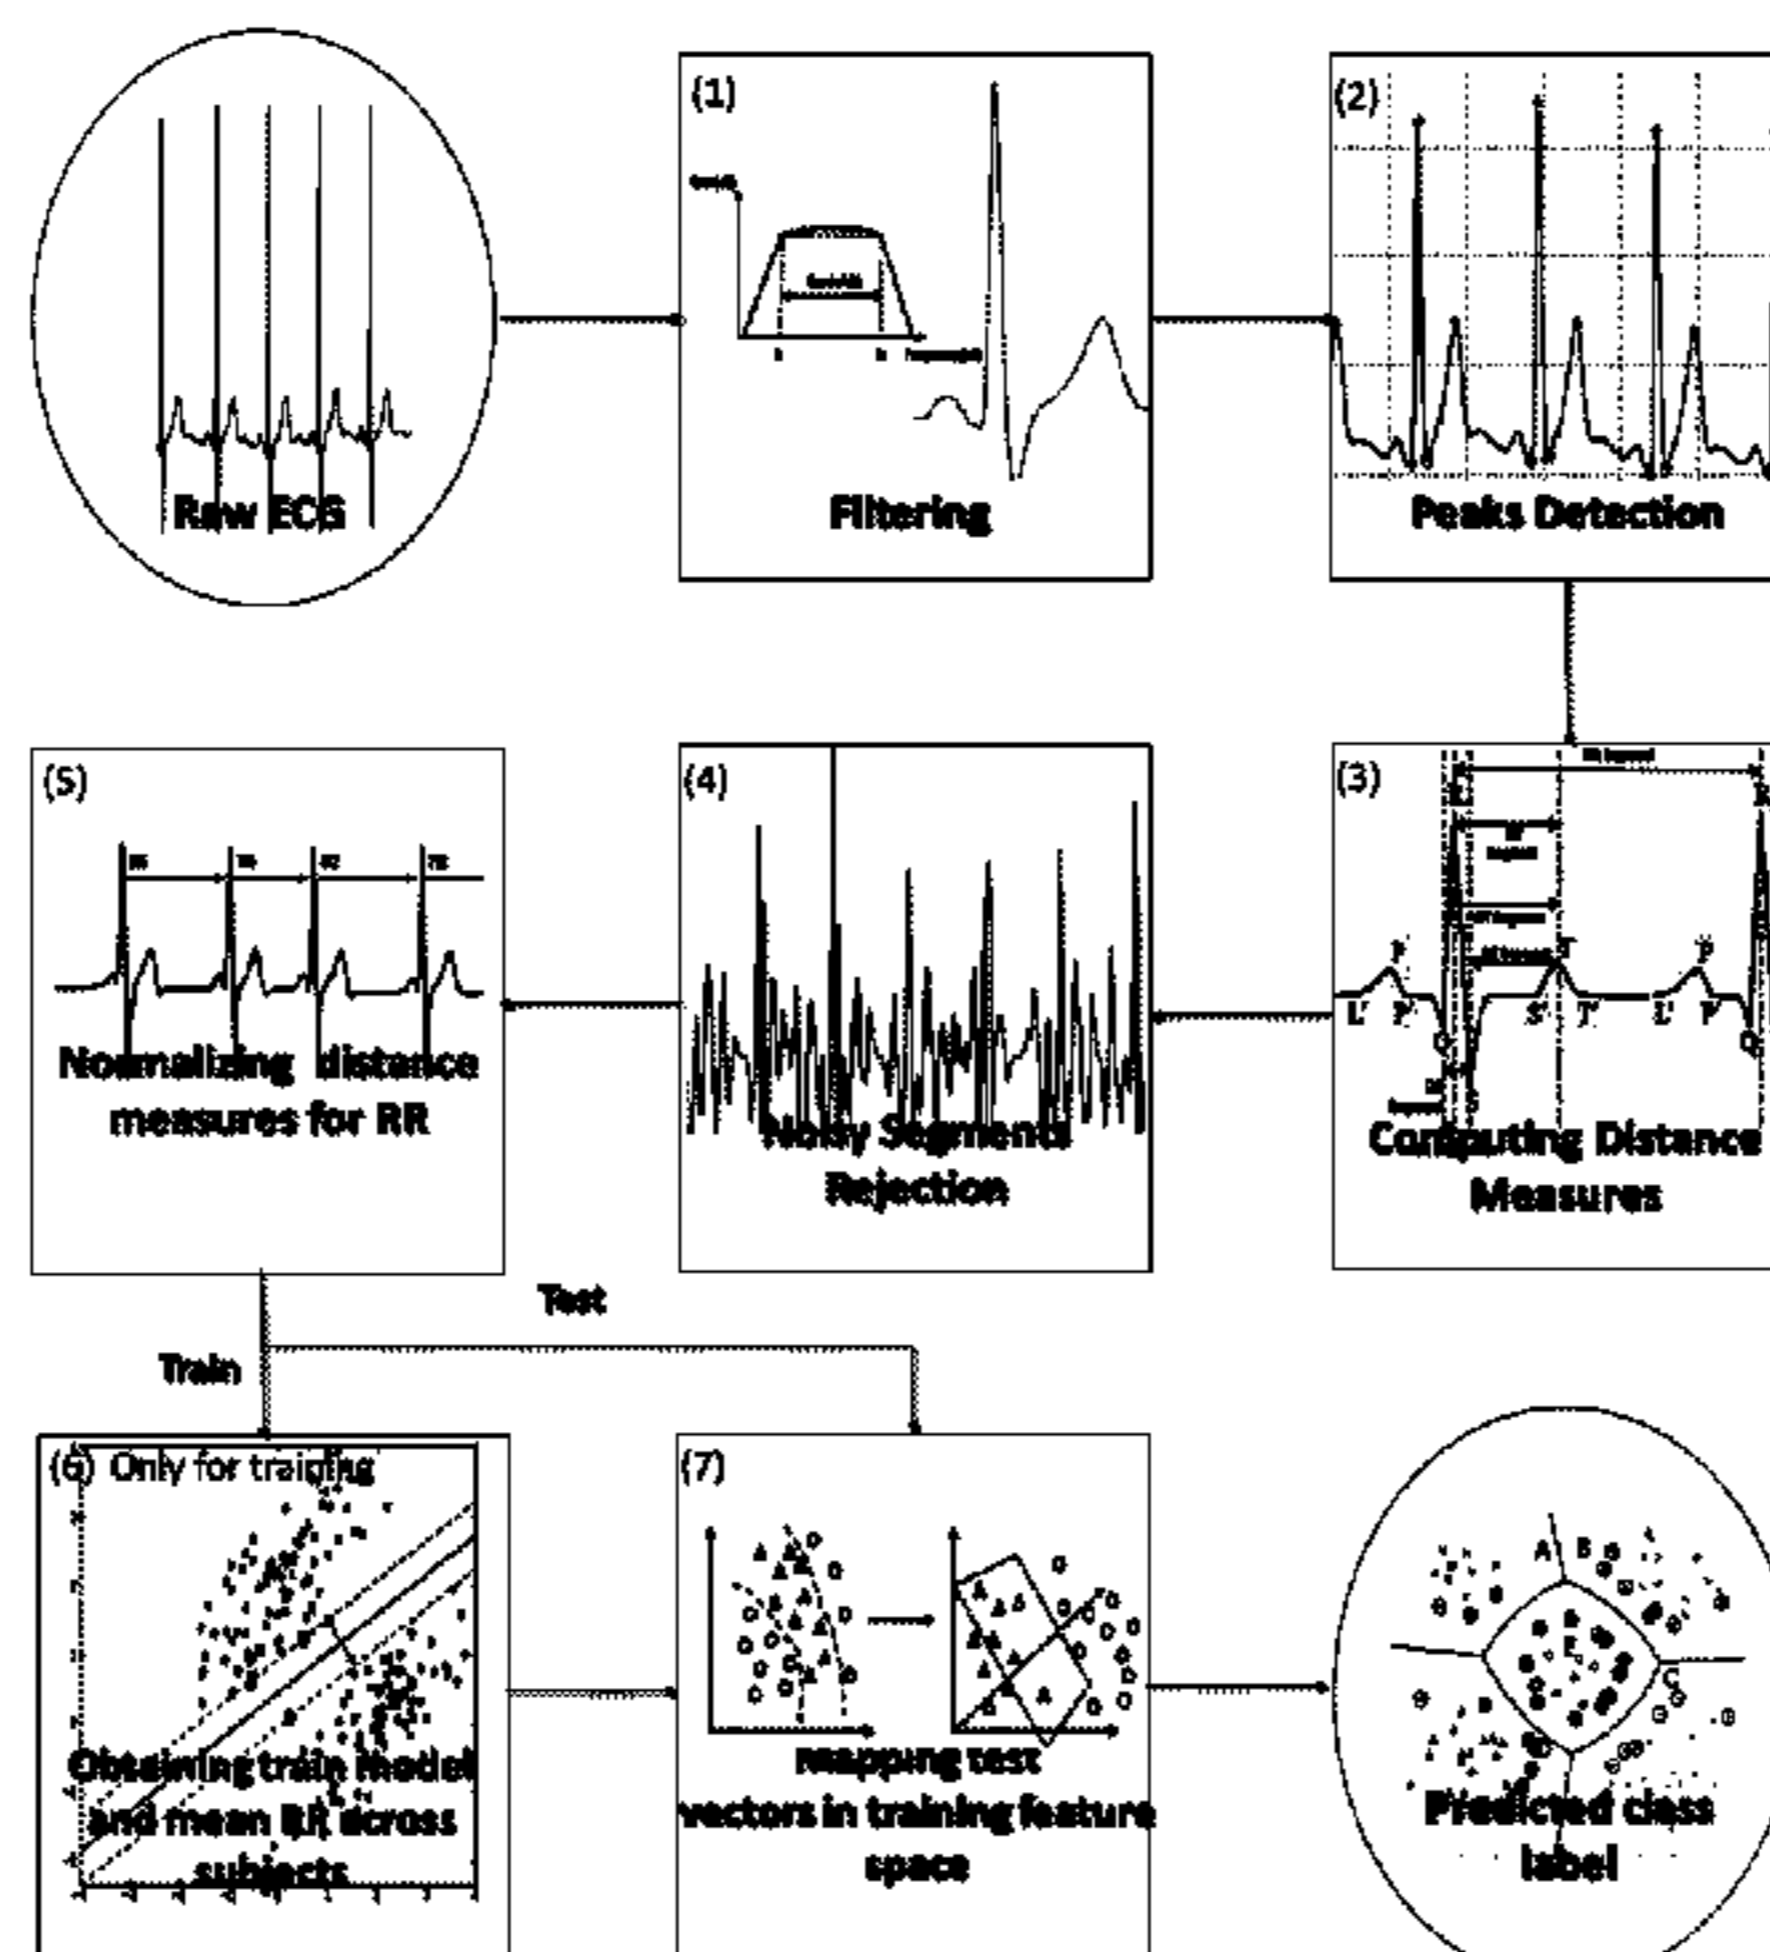 (1)
(2)
Raw ECG
Filtering
Peaks Detection
(5)
(4)
(3)
P
T
P
L'
P'
S'
T'
L'
P'
Q
Q
S
Normalizing distance
measures for RR
Noisy Segments
Rejection
Computing Distance
Measures
Test
Train
(6) Only for training
(7)
A
B
E
C
D
Obtaining train model
and mean RR across
subjects
Mapping test
vectors in training feature
space
Predicted class
label